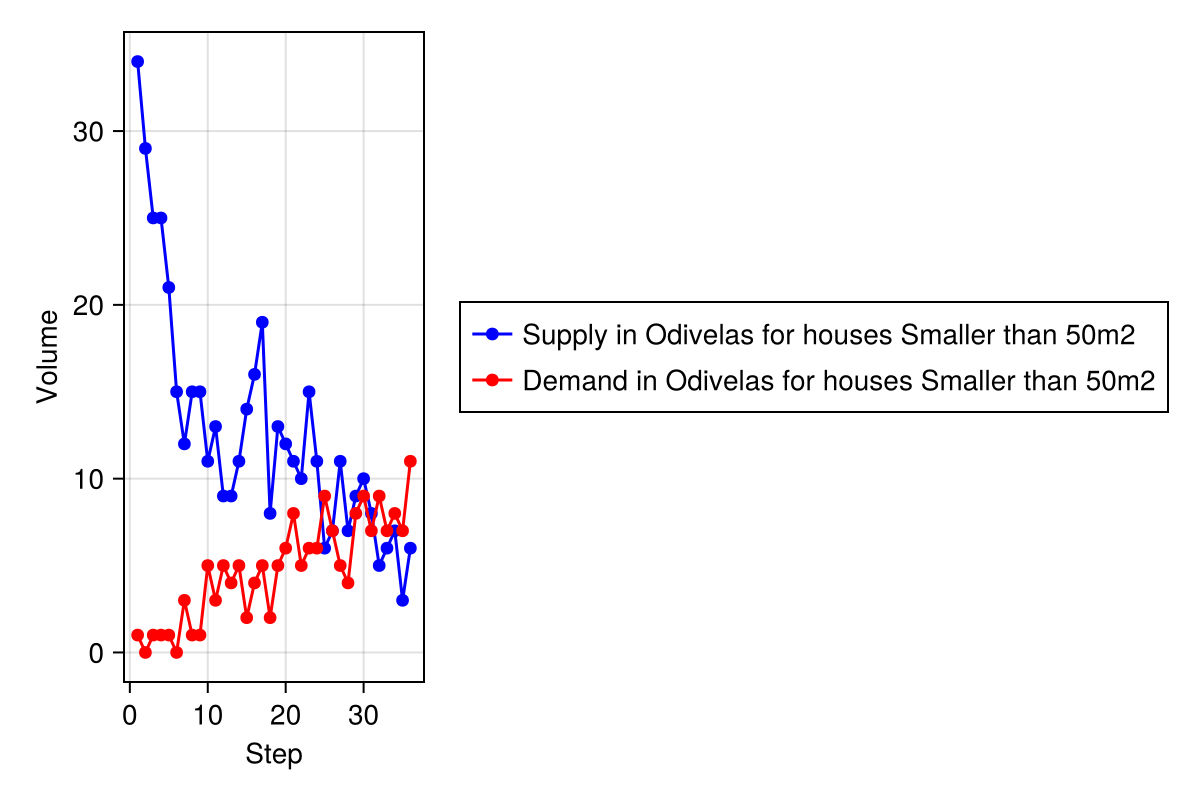 30
20
10
0
Volume
0 10 20 30
Step
Supply in Odivelas for houses Smaller than 50m2
Demand in Odivelas for houses Smaller than 50m2